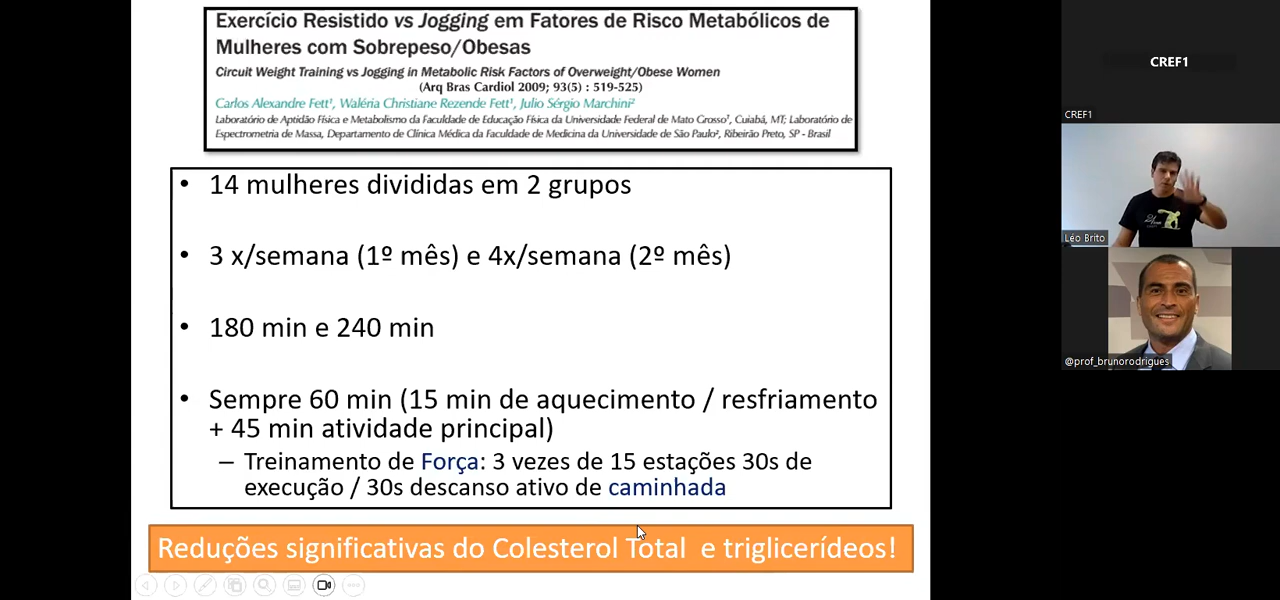 Exercício Resistido vs Jogging em Fatores de Risco Metabólicos de
Mulheres com Sobrepeso/Obesas
Circuit Weight Training vs Jogging in Metabolic Risk Factors of Overweight/Obese Women
(Arq Bras Cardiol 2009; 93(5) : 519-525)
Carlos Alexandre Fett¹, Waléria Christiane Rezende Fett¹, Julio Sérgio Marchini²
Laboratório de Aptidão Física e Metabolismo da Faculdade de Educação Física da Universidade Federal de Mato Grosso¹, Cuiabá, MT; Laboratório de
Espectrometria de Massa, Departamento de Clínica Médica da Faculdade de Medicina da Universidade de São Paulo², Ribeirão Preto, SP - Brasil
• 14 mulheres divididas em 2 grupos
• 3 x/semana (1º mês) e 4x/semana (2º mês)
• 180 min e 240 min
• Sempre 60 min (15 min de aquecimento / resfriamento
+ 45 min atividade principal)
– Treinamento de Força: 3 vezes de 15 estações 30s de
execução / 30s descanso ativo de caminhada
Reduções significativas do Colesterol Total e triglicerídeos!
CREF1
CREF1
Léo Brito
@prof_brunorodrigues